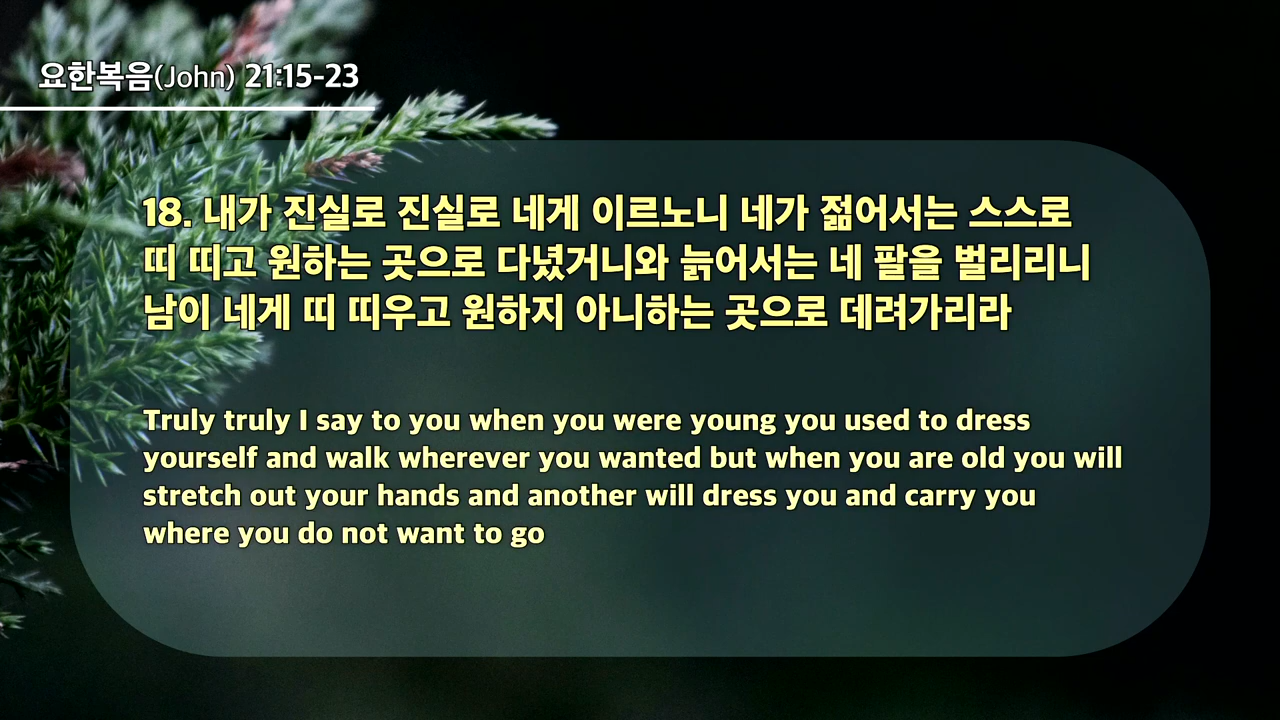 요한복음(John) 21:15-23
18. 내가 진실로 진실로 네게 이르노니 네가 젊어서는 스스로
띠 띠고 원하는 곳으로 다녔거니와 늙어서는 네 팔을 벌리리니
남이 네게 띠 띠우고 원하지 아니하는 곳으로 데려가리라
Truly truly I say to you when you were young you used to dress
yourself and walk wherever you wanted but when you are old you will
stretch out your hands and another will dress you and carry you
where you do not want to go